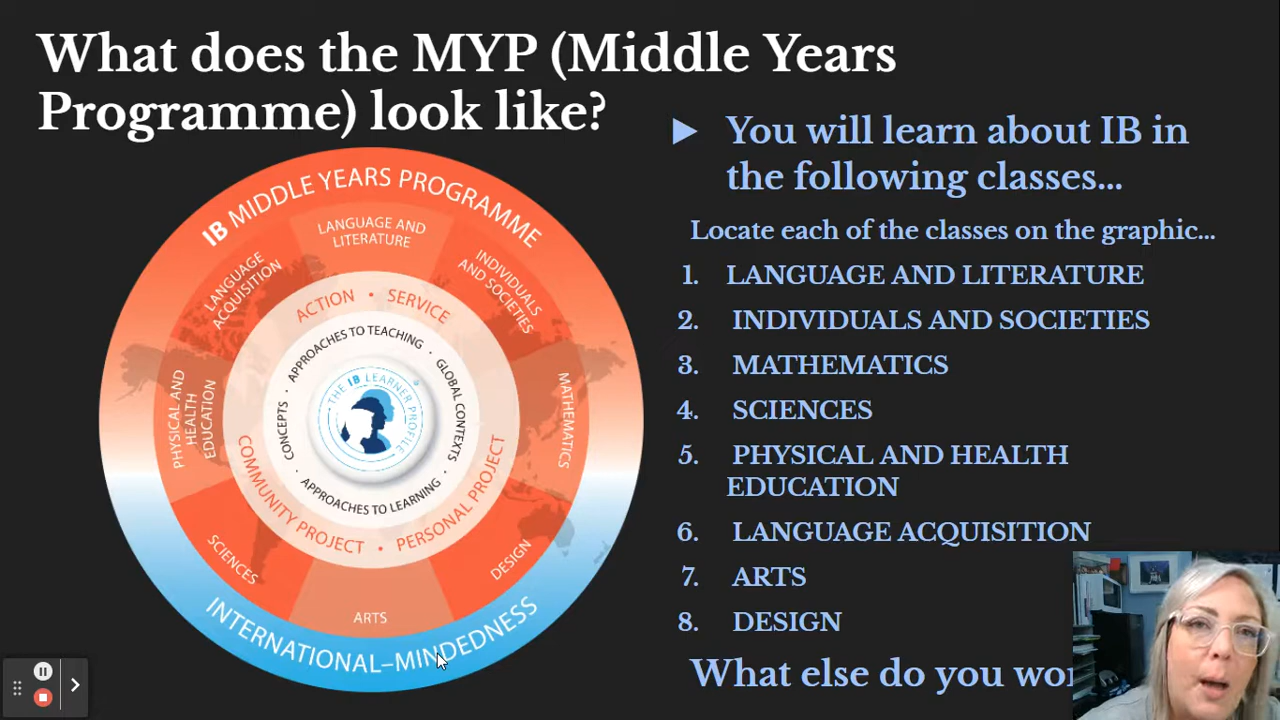 What does the MYP (Middle Years
Programme) look like?
You will learn about IB in
the following classes...
Locate each of the classes on the graphic...
1. LANGUAGE AND LITERATURE
2. INDIVIDUALS AND SOCIETIES
3. MATHEMATICS
4. SCIENCES
5. PHYSICAL AND HEALTH
EDUCATION
6. LANGUAGE ACQUISITION
7. ARTS
8. DESIGN
What else do you
IB MIDDLE YEARS PROGRAMME
LANGUAGE AND
LITERATURE
INDIVIDUALS
AND SOCIETIES
MATHEMATICS
DESIGN
ARTS
SCIENCES
PHYSICAL AND
HEALTH
EDUCATION
LANGUAGE
ACQUISITION
ACTION • SERVICE
COMMUNITY PROJECT • PERSONAL PROJECT
APPROACHES TO TEACHING •
GLOBAL CONTEXTS •
APPROACHES TO LEARNING •
CONCEPTS •
THE IB LEARNER PROFILE
INTERNATIONAL–MINDEDNESS